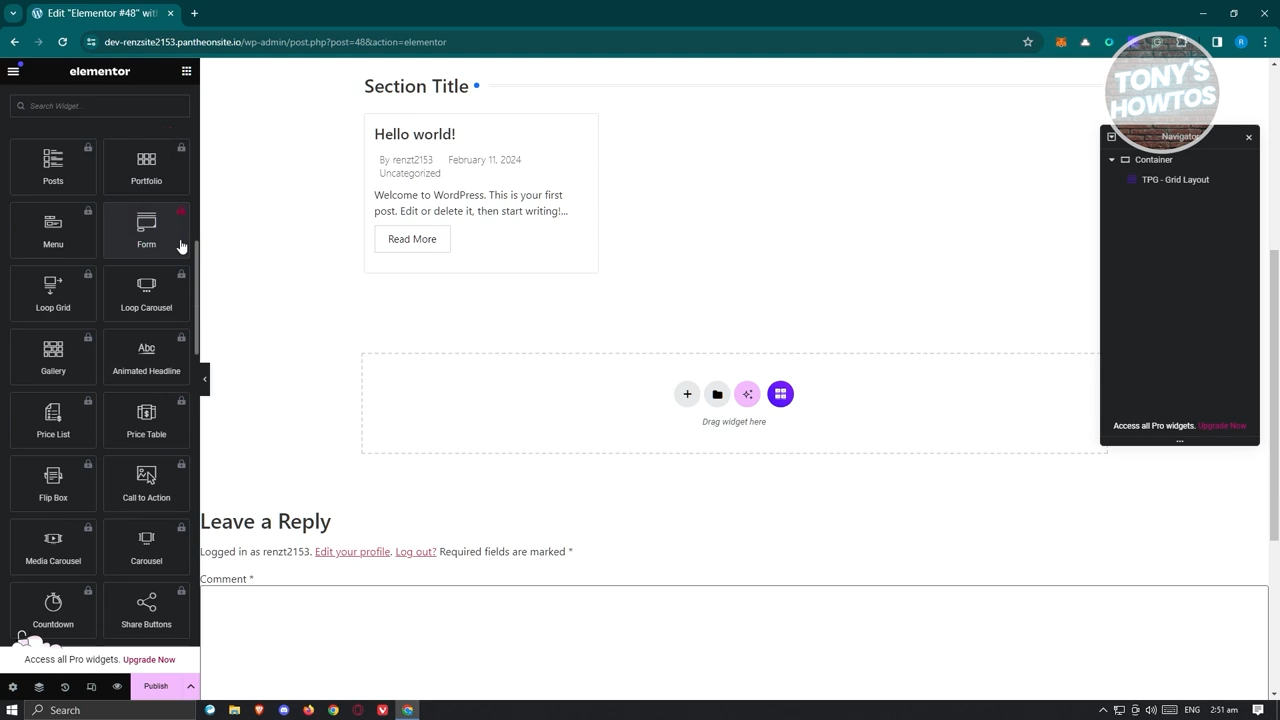 Edit "Elementor #48" wit
dev-renzsite2153.pantheonsite.io/wp-admin/post.php?post=48&action=elementor
R
elementor
Search Widget...
Posts
Portfolio
Menu
Form
Loop Grid
Loop Carousel
Gallery
Abc
Animated Headline
Price List
Price Table
Flip Box
Call to Action
Media Carousel
Carousel
Countdown
Share Buttons
Access all Pro widgets. Upgrade Now
Publish
Section Title
Hello world!
By renzt2153 February 11, 2024
Uncategorized
Welcome to WordPress. This is your first
post. Edit or delete it, then start writing!...
Read More
Drag widget here
Leave a Reply
Logged in as renzt2153. Edit your profile. Log out? Required fields are marked *
Comment *
TONY'S
HOWTOS
Navigator
Container
TPG - Grid Layout
Access all Pro widgets. Upgrade Now
Search
ENG
2:51 am